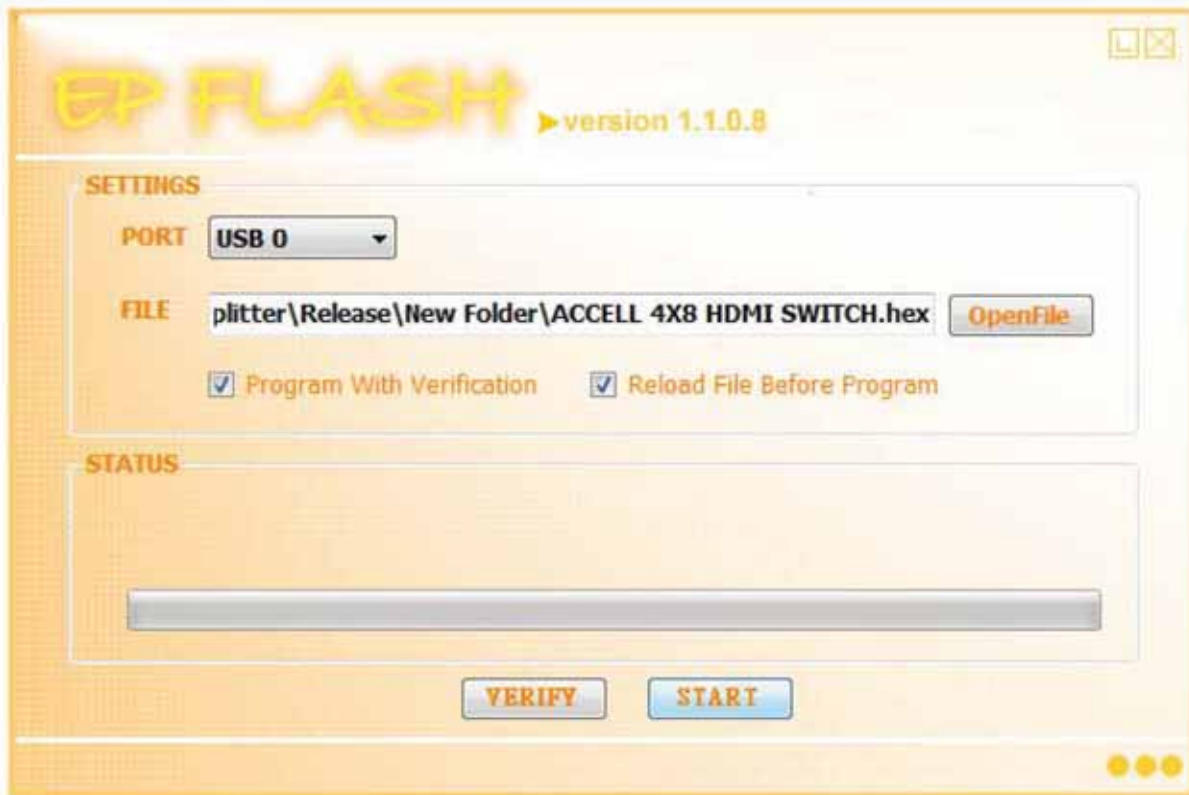 EP FLASH
version 1.1.0.8
SETTINGS
PORT USB 0
FILE plitter\Release\New Folder\ACCELL 4X8 HDMI SWITCH.hex OpenFile
Program With Verification Reload File Before Program
STATUS
VERIFY START